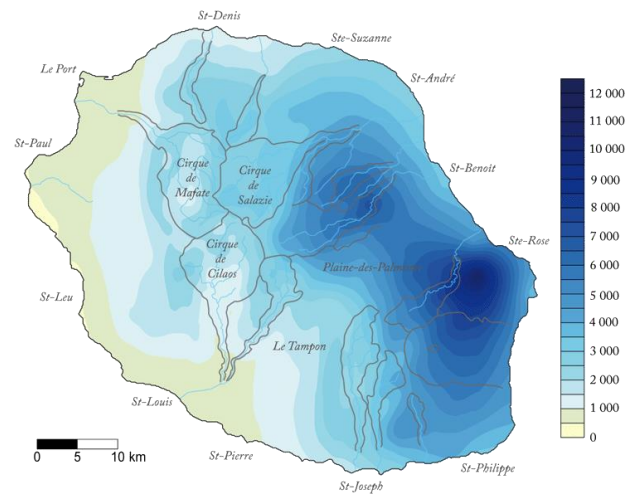 St-Denis
Ste-Suzanne
Le Port
St-André
12 000
11 000
10 000
St-Paul
Cirque
de
Mafate
Cirque
de
Salazie
St-Benoit
9 000
8 000
7 000
Cirque
de
Cilaos
Ste-Rose
Plaine-des-Palmistes
6 000
5 000
St-Leu
4 000
Le Tampon
3 000
2 000
St-Louis
1 000
0
0 5 10 km
St-Pierre
St-Philippe
St-Joseph